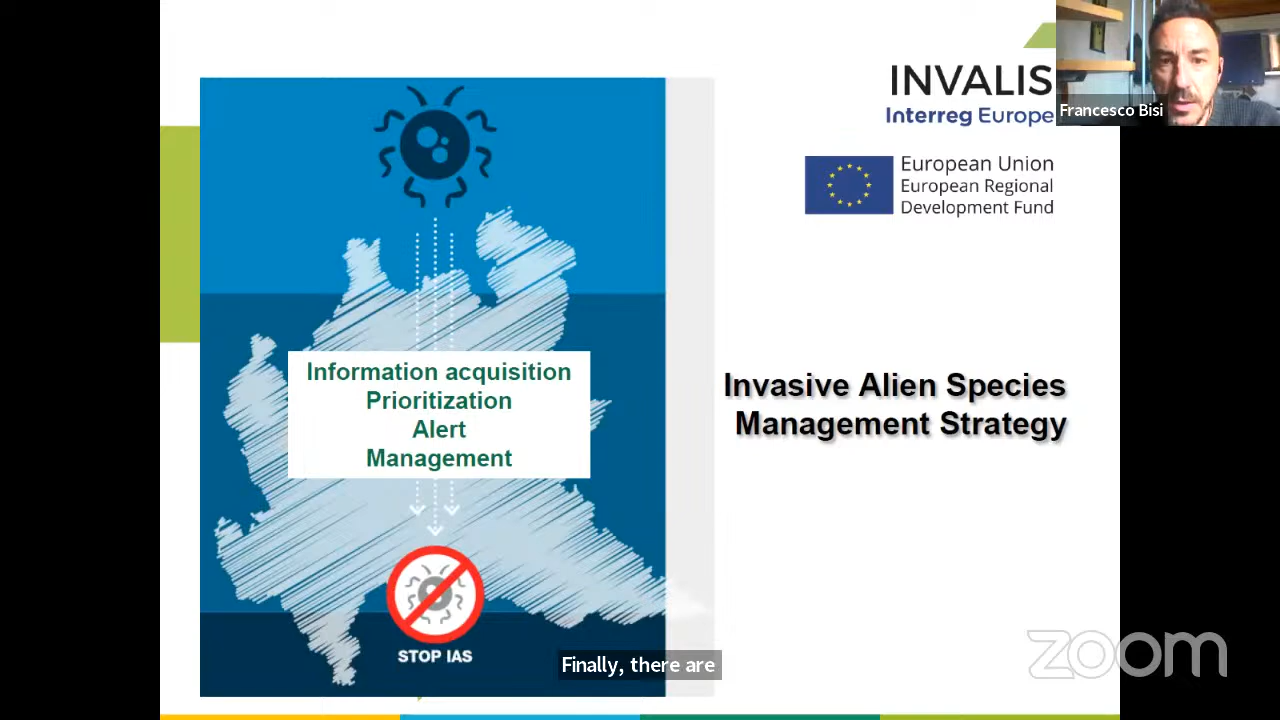 INVALIS
Interreg Europe
Francesco Bisi
European Union
European Regional
Development Fund
Information acquisition
Prioritization
Alert
Management
Invasive Alien Species
Management Strategy
STOP IAS
Finally, there are
zoom